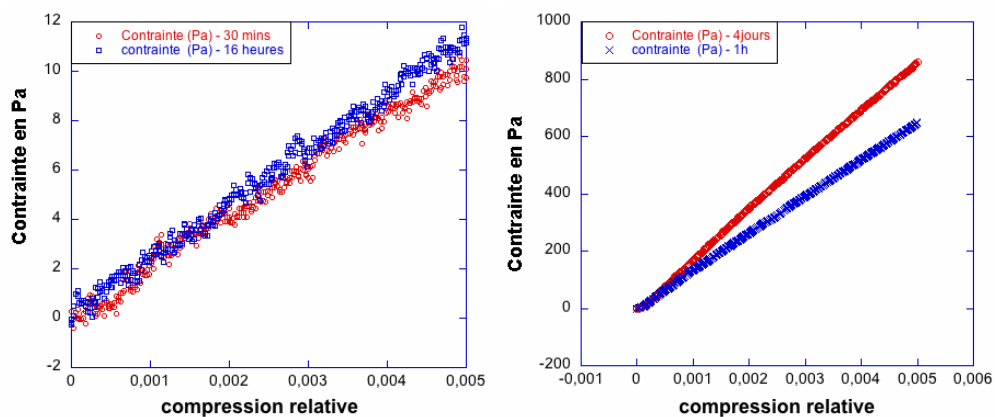 12
10
8
6
4
2
0
-2
Contrainte en Pa
Contrainte (Pa) - 30 mins
contrainte (Pa) - 16 heures
0 0,001 0,002 0,003 0,004 0,005
compression relative
1000
800
600
400
200
0
-200
Contrainte en Pa
Contrainte (Pa) - 4jours
contrainte (Pa) - 1h
-0,001 0 0,001 0,002 0,003 0,004 0,005 0,006
compression relative